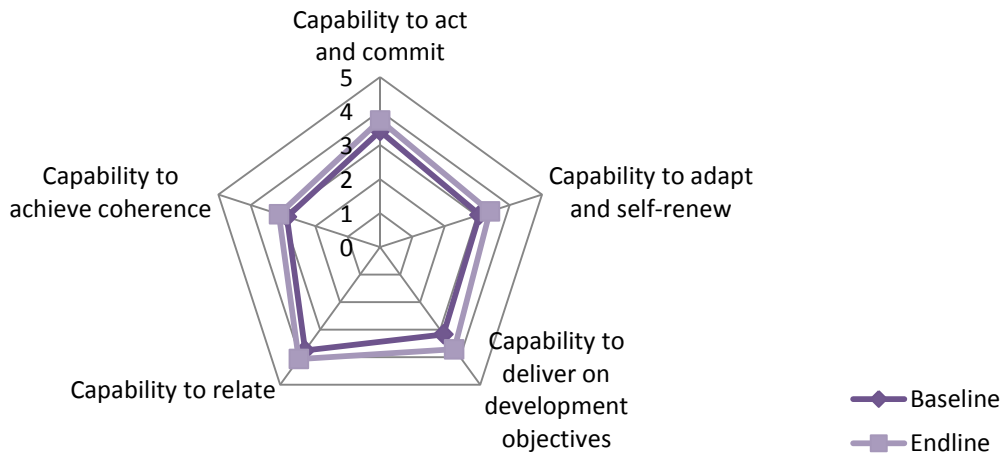 Capability to act
and commit
5
4
3
2
1
0
Capability to adapt
and self-renew
Capability to
deliver on
development
objectives
Capability to relate
Capability to
achieve coherence
Baseline
Endline